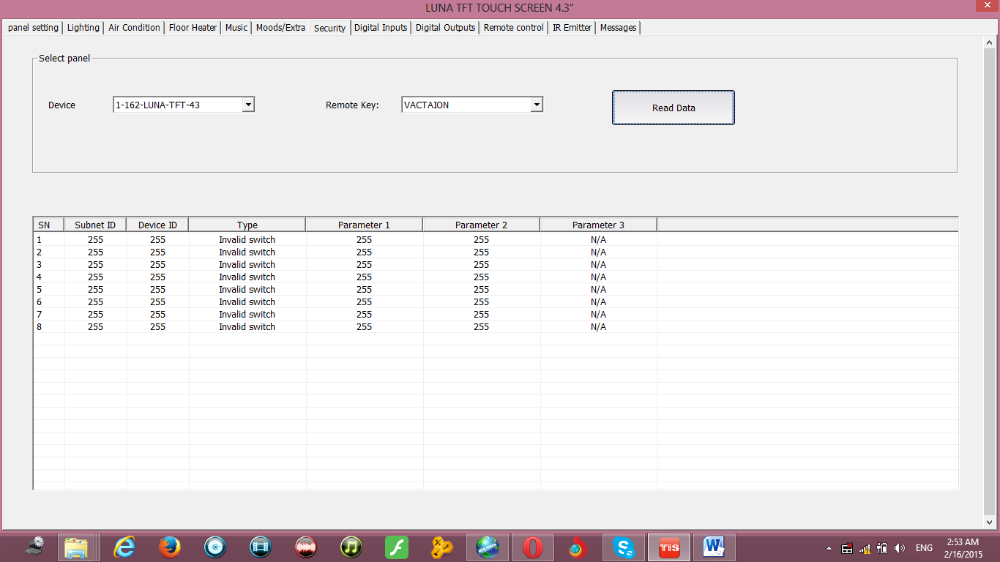 LUNA TFT TOUCH SCREEN 4.3"
panel setting Lighting Air Condition Floor Heater Music Moods/Extra Security Digital Inputs Digital Outputs Remote control IR Emitter Messages
Select panel
Device 1-162-LUNA-TFT-43 Remote Key: VACTAION Read Data
SN Subnet ID Device ID Type Parameter 1 Parameter 2 Parameter 3
1 255 255 Invalid switch 255 255 N/A
2 255 255 Invalid switch 255 255 N/A
3 255 255 Invalid switch 255 255 N/A
4 255 255 Invalid switch 255 255 N/A
5 255 255 Invalid switch 255 255 N/A
6 255 255 Invalid switch 255 255 N/A
7 255 255 Invalid switch 255 255 N/A
8 255 255 Invalid switch 255 255 N/A
TIS ENG 2:53 AM
2/16/2015